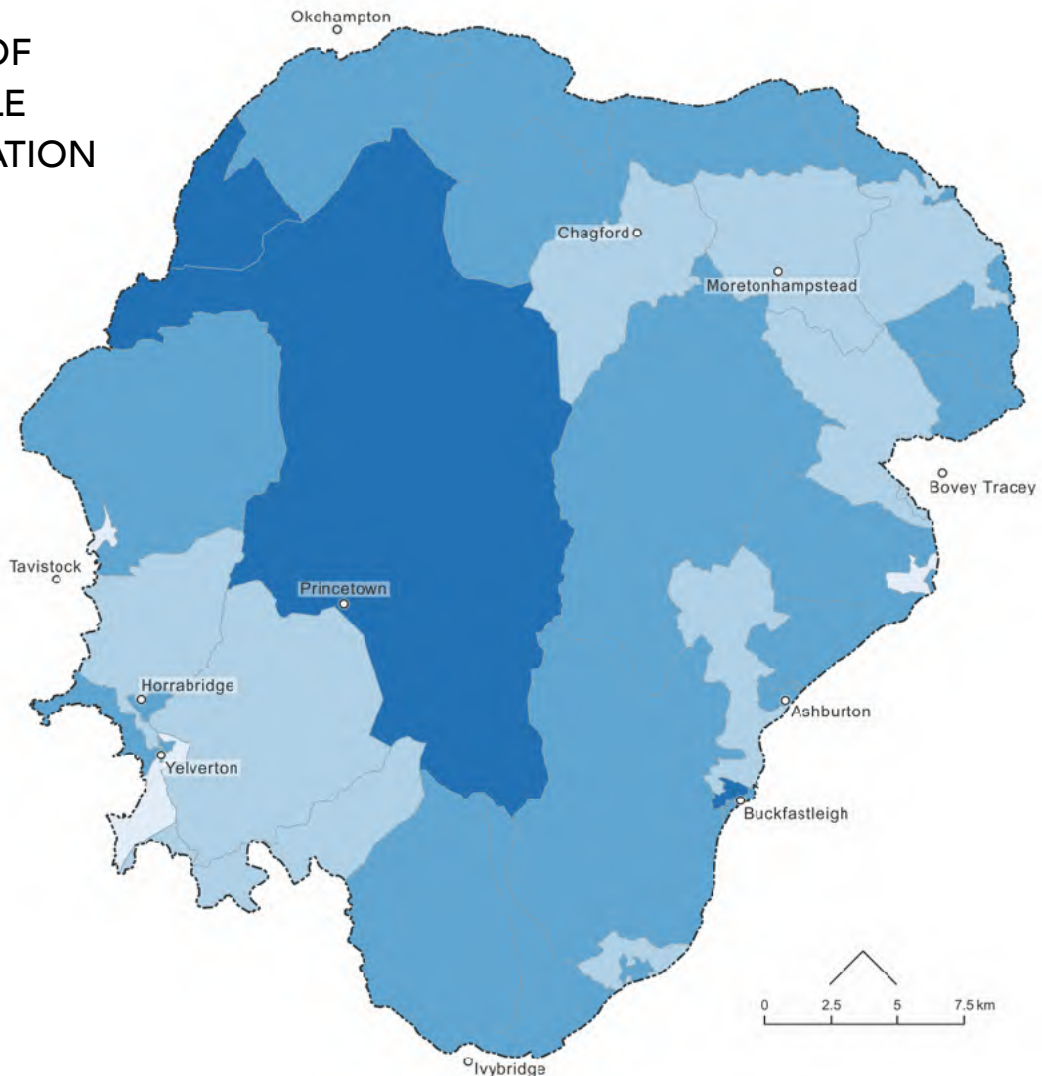 OF
LE
ATION
Okehampton
Chagford
Moretonhampstead
Bovey Tracey
Tavistock
Princetown
Horrabridge
Ashburton
Yelverton
Buckfastleigh
0 2.5 5 7.5 km
Ivybridge